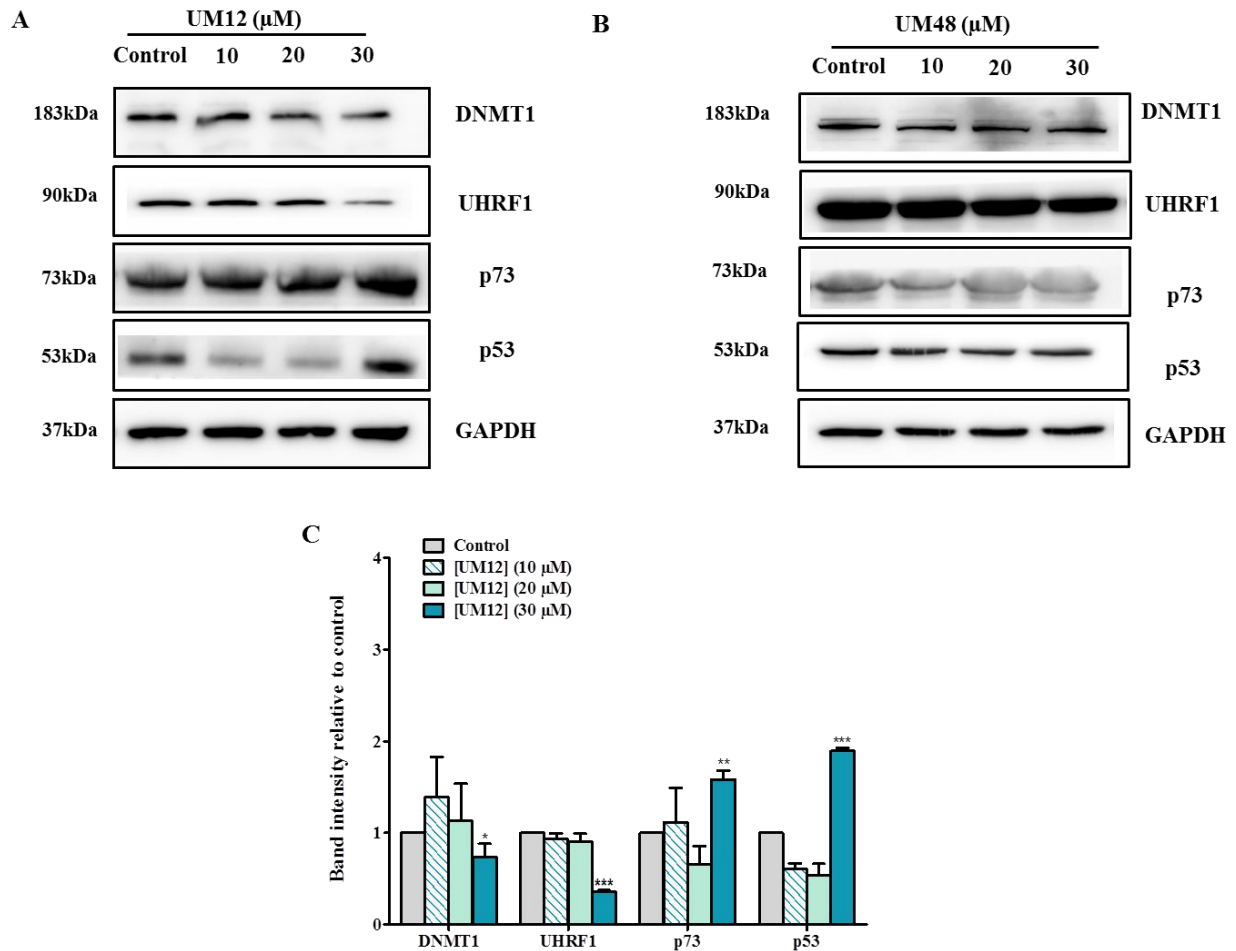 A
UM12 (μM)
Control 10 20 30
183kDa DNMT1
90kDa UHRF1
73kDa p73
53kDa p53
37kDa GAPDH
B
UM48 (μM)
Control 10 20 30
183kDa DNMT1
90kDa UHRF1
73kDa p73
53kDa p53
37kDa GAPDH
C
Control
[UM12] (10 μM)
[UM12] (20 μM)
[UM12] (30 μM)
Band intensity relative to control
4
3
2
1
0
* *** ** ***
DNMT1 UHRF1 p73 p53